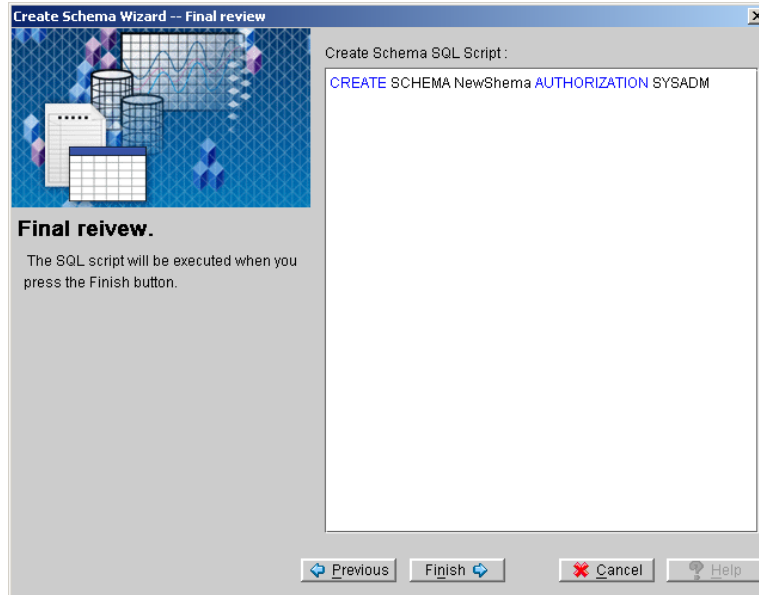 Create Schema Wizard -- Final review
Create Schema SQL Script :
CREATE SCHEMA NewShema AUTHORIZATION SYSADM
Final reivew.
The SQL script will be executed when you
press the Finish button.
Previous
Finish
Cancel
Help